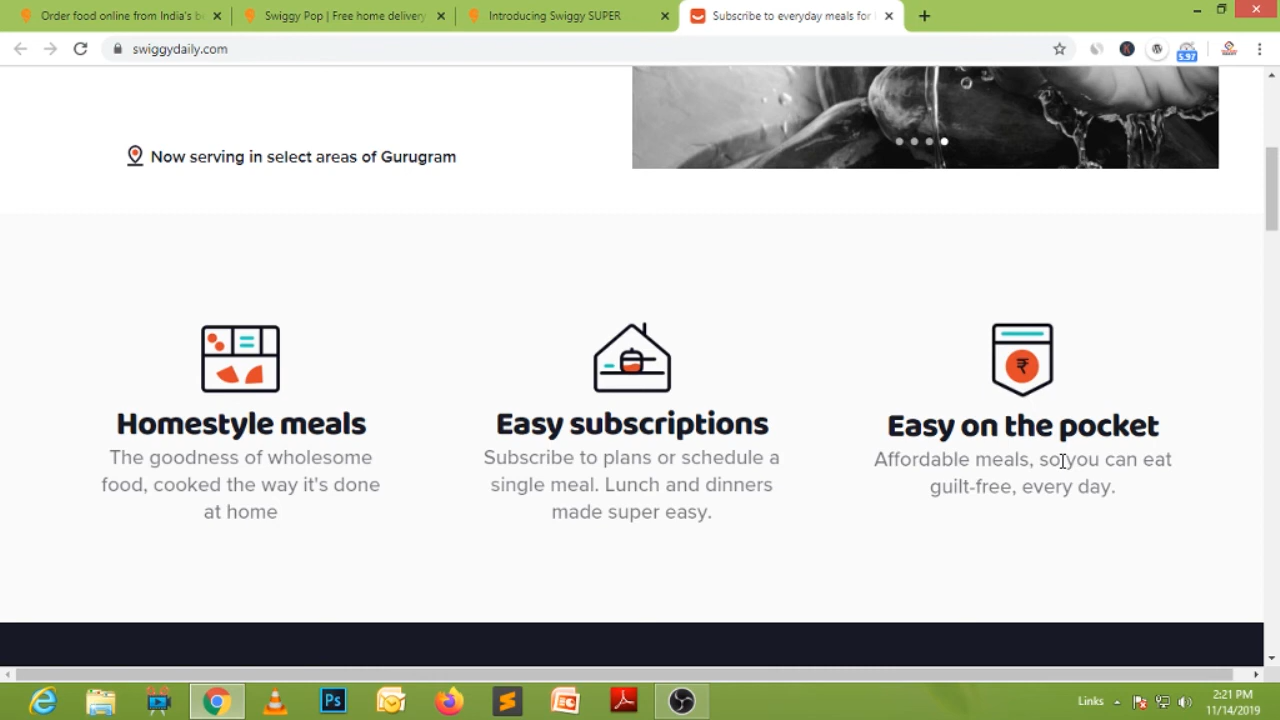 Order food online from India's b
Swiggy Pop | Free home delivery
Introducing Swiggy SUPER
Subscribe to everyday meals for
swiggydaily.com
5.97
Now serving in select areas of Gurugram
₹
Homestyle meals
The goodness of wholesome
food, cooked the way it's done
at home
Easy subscriptions
Subscribe to plans or schedule a
single meal. Lunch and dinners
made super easy.
Easy on the pocket
Affordable meals, so you can eat
guilt-free, every day.
Ps
Links
2:21 PM
11/14/2019